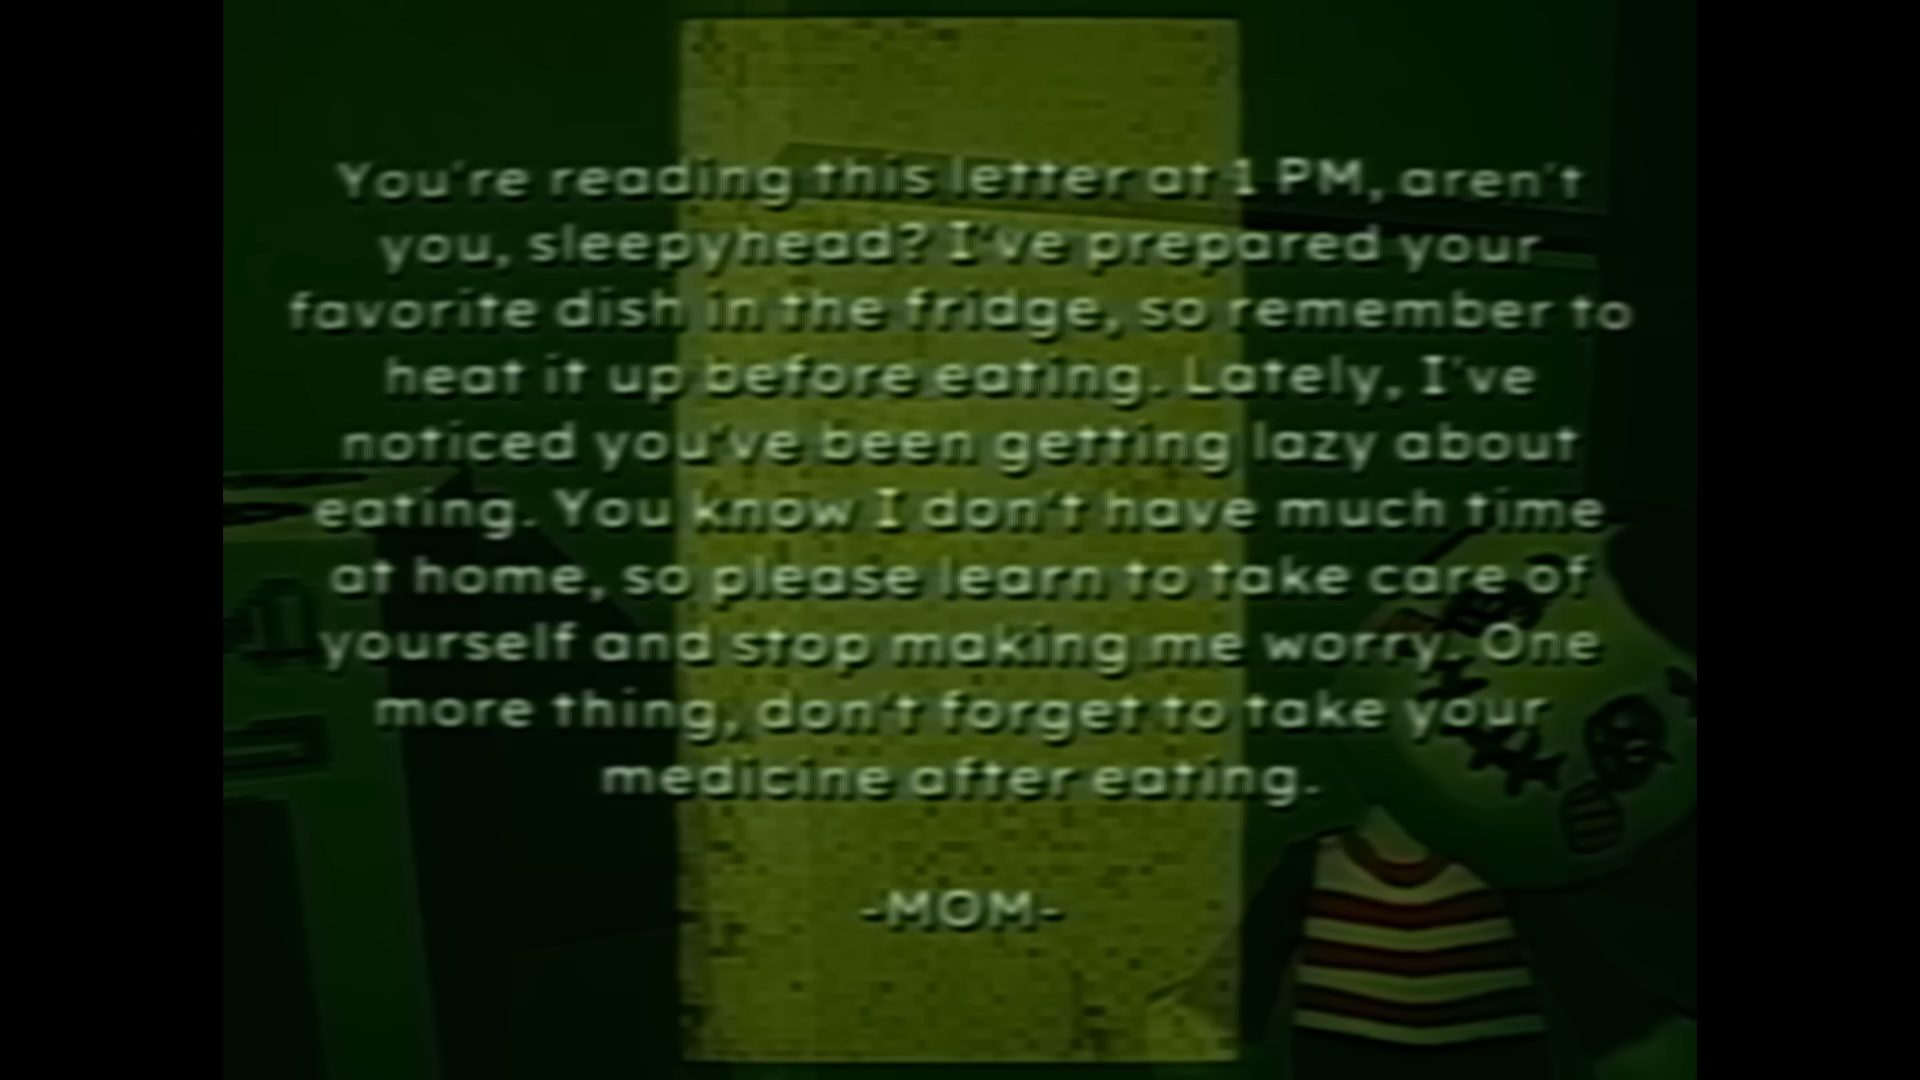 You're reading this letter at 1 PM, aren't
you, sleepyhead? I've prepared your
favorite dish in the fridge, so remember to
heat it up before eating. Lately, I've
noticed you've been getting lazy about
eating. You know I don't have much time
at home, so please learn to take care of
yourself and stop making me worry. One
more thing, don't forget to take your
medicine after eating.
-MOM-